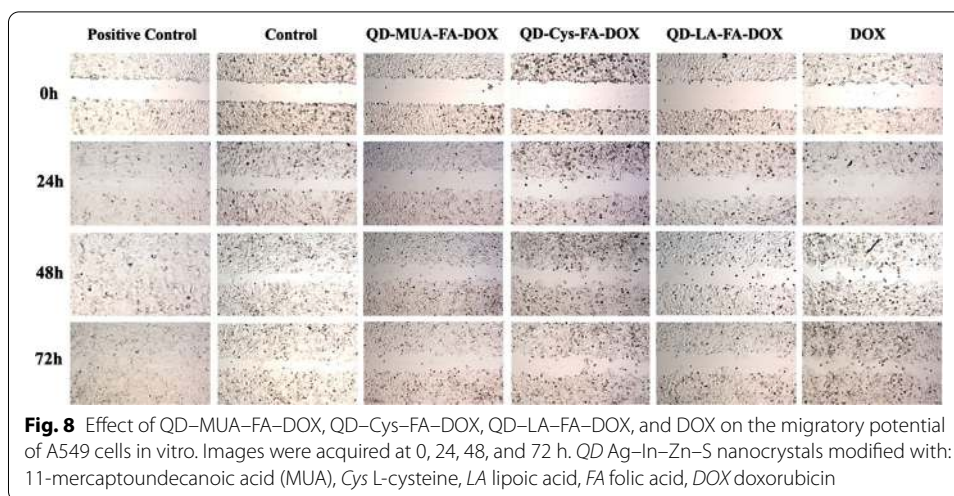 Positive Control Control QD-MUA-FA-DOX QD-Cys-FA-DOX QD-LA-FA-DOX DOX
0h
24h
48h
72h
Fig. 8 Effect of QD–MUA–FA–DOX, QD–Cys–FA–DOX, QD–LA–FA–DOX, and DOX on the migratory potential
of A549 cells in vitro. Images were acquired at 0, 24, 48, and 72 h. QD Ag–In–Zn–S nanocrystals modified with:
11-mercaptoundecanoic acid (MUA), Cys L-cysteine, LA lipoic acid, FA folic acid, DOX doxorubicin